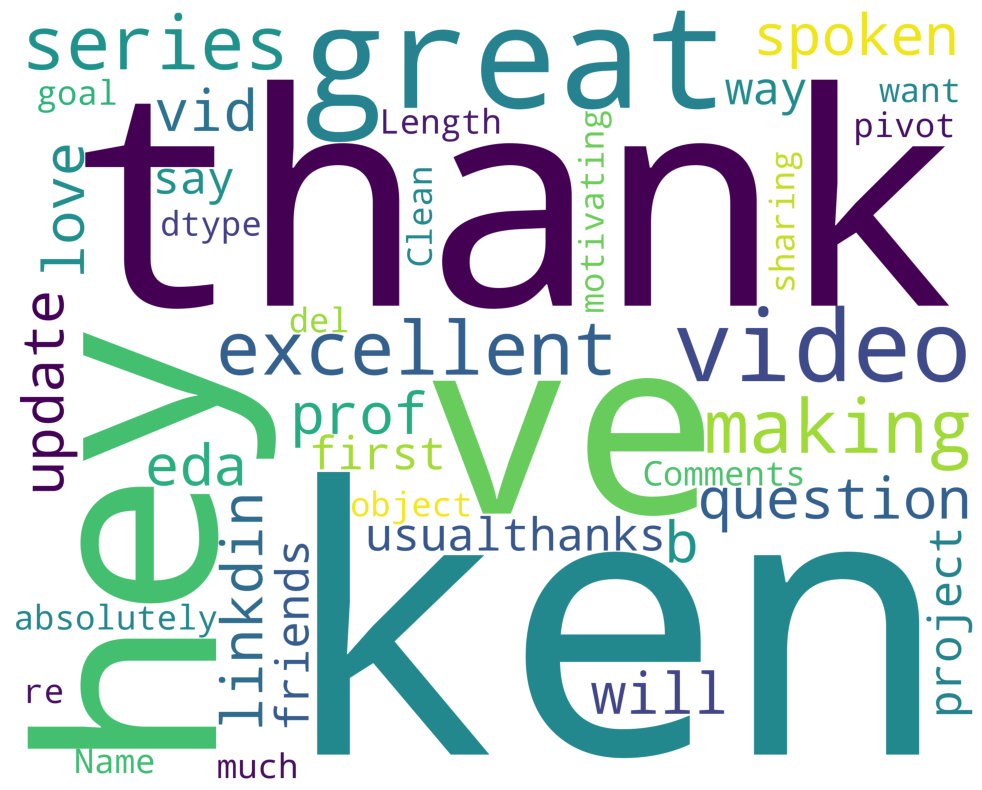 series
great
spoken
goal
vid
way
want
Length
pivot
thank
love
say
dtype
Clean
motivating
sharing
update
del
excellent
video
hey
prof
ve
making
first
eda
Comments
object
question
usualthanks
b
linkdin
friends
ken
project
absolutely
will
re
Name
much